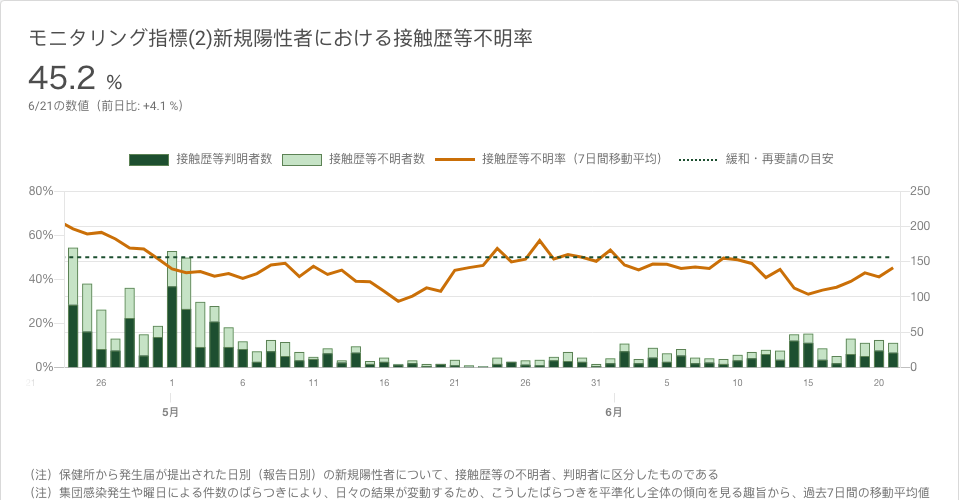 モニタリング指標(2)新規陽性者における接触歴等不明率
45.2 %
6/21の数値（前日比: +4.1 %）
接触歴等判明者数 接触歴等不明者数 接触歴等不明率（7日間移動平均） 緩和・再要請の目安
80% 250
200
60%
150
40%
100
20%
50
0% 0
21 26 1 6 11 16 21 26 31 5 10 15 20
5月 6月
（注）保健所から発生届が提出された日別（報告日別）の新規陽性者について、接触歴等の不明者、判明者に区分したものである
（注）集団感染発生や曜日による件数のばらつきにより、日々の結果が変動するため、こうしたばらつきを平準化し全体の傾向を見る趣旨から、過去7日間の移動平均値